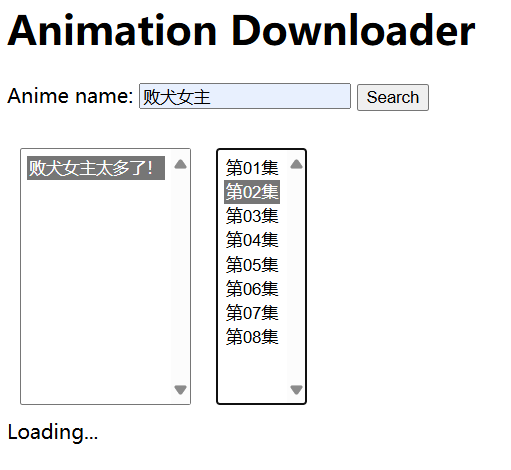 Animation Downloader
Anime name: 败犬女主 Search
败犬女主太多了!
第01集
第02集
第03集
第04集
第05集
第06集
第07集
第08集
Loading...